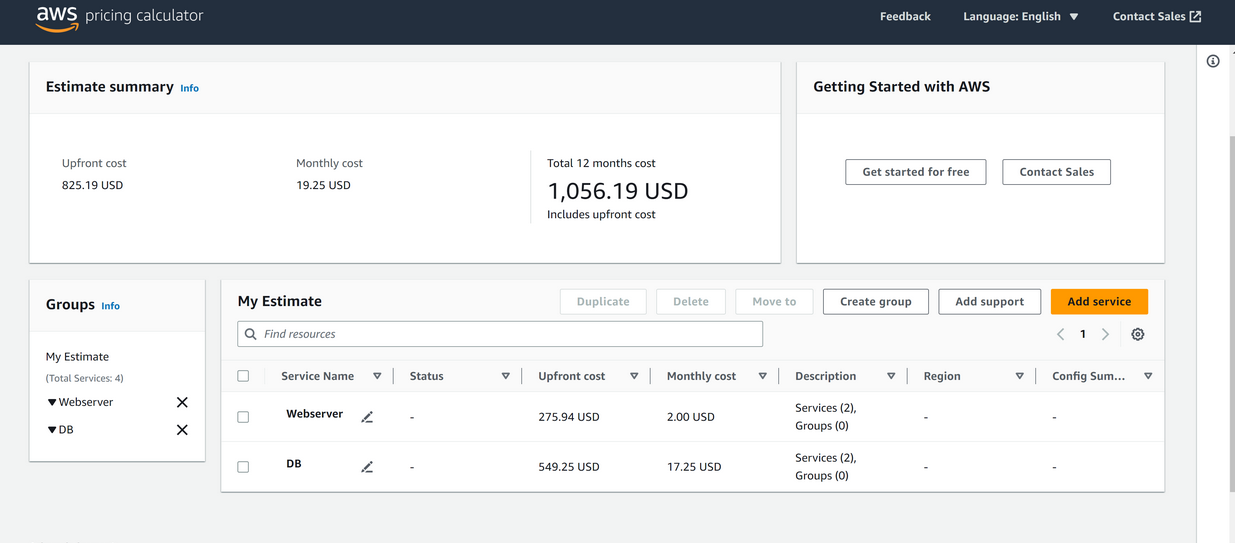 aws pricing calculator
Feedback
Language: English
Contact Sales
Estimate summary Info
Upfront cost
825.19 USD
Monthly cost
19.25 USD
Total 12 months cost
1,056.19 USD
Includes upfront cost
Getting Started with AWS
Get started for free
Contact Sales
Groups Info
My Estimate
(Total Services: 4)
Webserver
DB
My Estimate
Duplicate
Delete
Move to
Create group
Add support
Add service
Find resources
1
Service Name
Status
Upfront cost
Monthly cost
Description
Region
Config Sum...
Webserver
-
275.94 USD
2.00 USD
Services (2),
Groups (0)
-
-
DB
-
549.25 USD
17.25 USD
Services (2),
Groups (0)
-
-